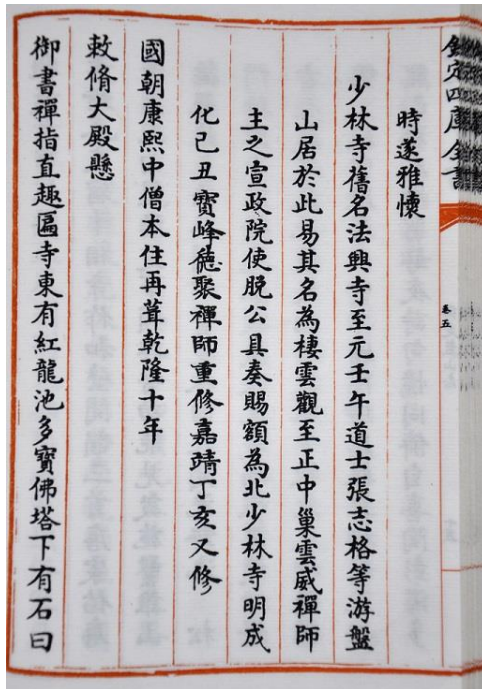 欽定四庫全書
卷五
時遂雅懷
少林寺舊名法興寺至元壬午道士張志格等游盤
山居於此易其名為棲雲觀至正中巢雲威禪師
主之宣政院使脫公具奏賜額為北少林寺明成
化己丑寳峰德聚禪師重修嘉靖丁亥又修
國朝康熙中僧本住再葺乾隆十年
敕脩大殿懸
御書禪指直趣匾寺東有紅龍池多寶佛塔下有石曰